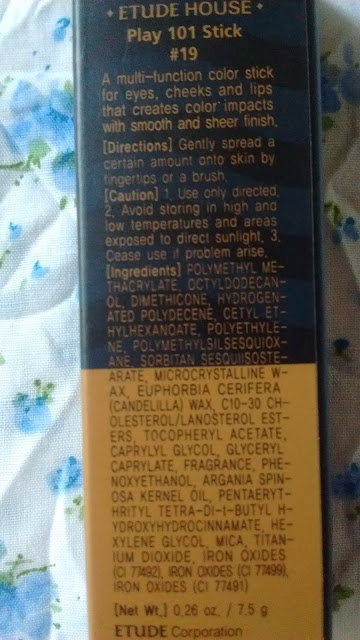 • ETUDE HOUSE •
Play 101 Stick
#19
A multi-function color stick
for eyes, cheeks and lips
that creates color impacts
with smooth and sheer finish.
[Directions] Gently spread a
certain amount onto skin by
fingertips or a brush.
[Caution] 1. Use only directed.
2. Avoid storing in high and
low temperatures and areas
exposed to direct sunlight. 3.
Cease use if problem arise.
[Ingredients] POLYMETHYL ME-
THACRYLATE, OCTYLDODECAN-
OL, DIMETHICONE, HYDROGEN-
ATED POLYDECENE, CETYL ET-
HYLHEXANOATE, POLYETHYLE-
NE, POLYMETHYLSILSESQUIOX-
ANE, SORBITAN SESQUIISOSTE-
ARATE, MICROCRYSTALLINE W-
AX, EUPHORBIA CERIFERA
(CANDELILLA) WAX, C10-30 CH-
OLESTEROL/LANOSTEROL EST-
ERS, TOCOPHERYL ACETATE,
CAPRYLYL GLYCOL, GLYCERYL
CAPRYLATE, FRAGRANCE, PHE-
NOXYETHANOL, ARGANIA SPIN-
OSA KERNEL OIL, PENTAERYT-
HRITYL TETRA-DI-t-BUTYL H-
YDROXYHYDROCINNAMATE, HE-
XYLENE GLYCOL, MICA, TITAN-
IUM DIOXIDE, IRON OXIDES
(CI 77492), IRON OXIDES (CI 77499),
IRON OXIDES (CI 77491)
[Net Wt.] 0.26 oz. / 7.5 g
ETUDE Corporation